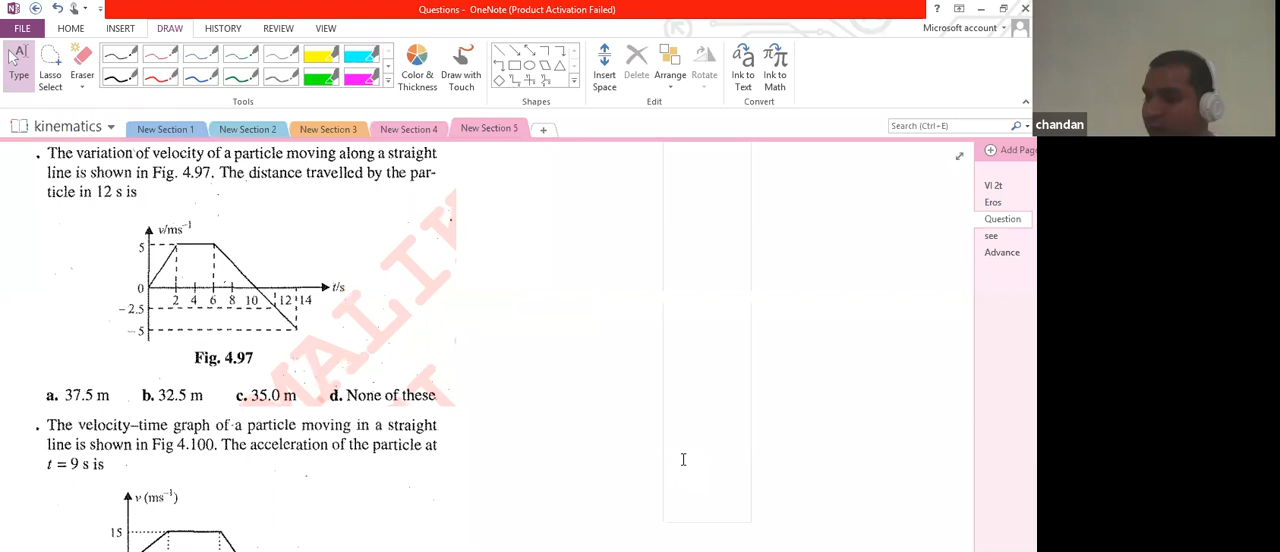 Questions - OneNote (Product Activation Failed)
FILE HOME INSERT DRAW HISTORY REVIEW VIEW
Microsoft account
Type
Lasso Select
Eraser
Color & Thickness
Draw with Touch
Insert Space
Delete
Arrange
Rotate
Ink to Text
Ink to Math
Tools
Shapes
Edit
Convert
kinematics
New Section 1
New Section 2
New Section 3
New Section 4
New Section 5
Search (Ctrl+E)
chandan
Add Pag
VI 2t
Eros
Question
see
Advance
The variation of velocity of a particle moving along a straight
line is shown in Fig. 4.97. The distance travelled by the par-
ticle in 12 s is
v/ms⁻¹
5
0
2 4 6 8 10 12 14
t/s
– 2.5
– 5
Fig. 4.97
a. 37.5 m b. 32.5 m c. 35.0 m d. None of these
The velocity–time graph of a particle moving in a straight
line is shown in Fig 4.100. The acceleration of the particle at
t = 9 s is
v (ms⁻¹)
15